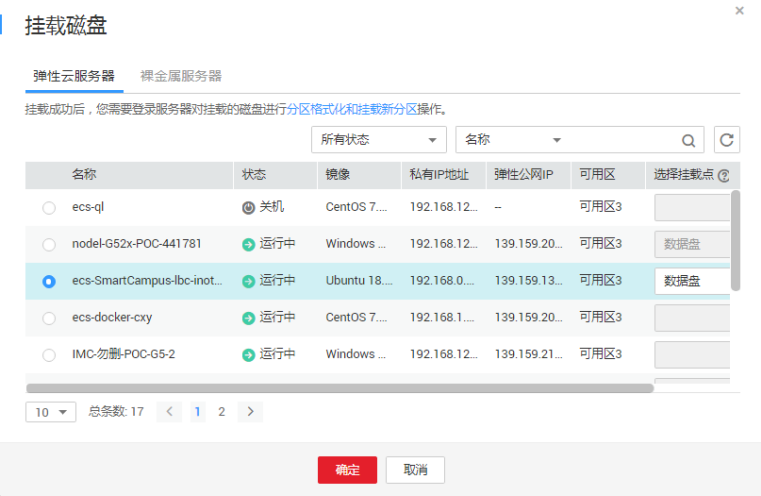 挂载磁盘
弹性云服务器 裸金属服务器
挂载成功后，您需要登录服务器对挂载的磁盘进行分区格式化和挂载新分区操作。
所有状态 名称
名称 状态 镜像 私有IP地址 弹性公网IP 可用区 选择挂载点
ecs-ql 关机 CentOS 7.... 192.168.12... -- 可用区3
nodel-G52x-POC-441781 运行中 Windows ... 192.168.12... 139.159.20... 可用区3 数据盘
ecs-SmartCampus-lbc-inot... 运行中 Ubuntu 18.... 192.168.0.... 139.159.13... 可用区3 数据盘
ecs-docker-cxy 运行中 CentOS 7.... 192.168.1.... 139.159.20... 可用区3
IMC-勿删-POC-G5-2 运行中 Windows ... 192.168.12... 139.159.21... 可用区3
10 总条数: 17 < 1 2 >
确定 取消